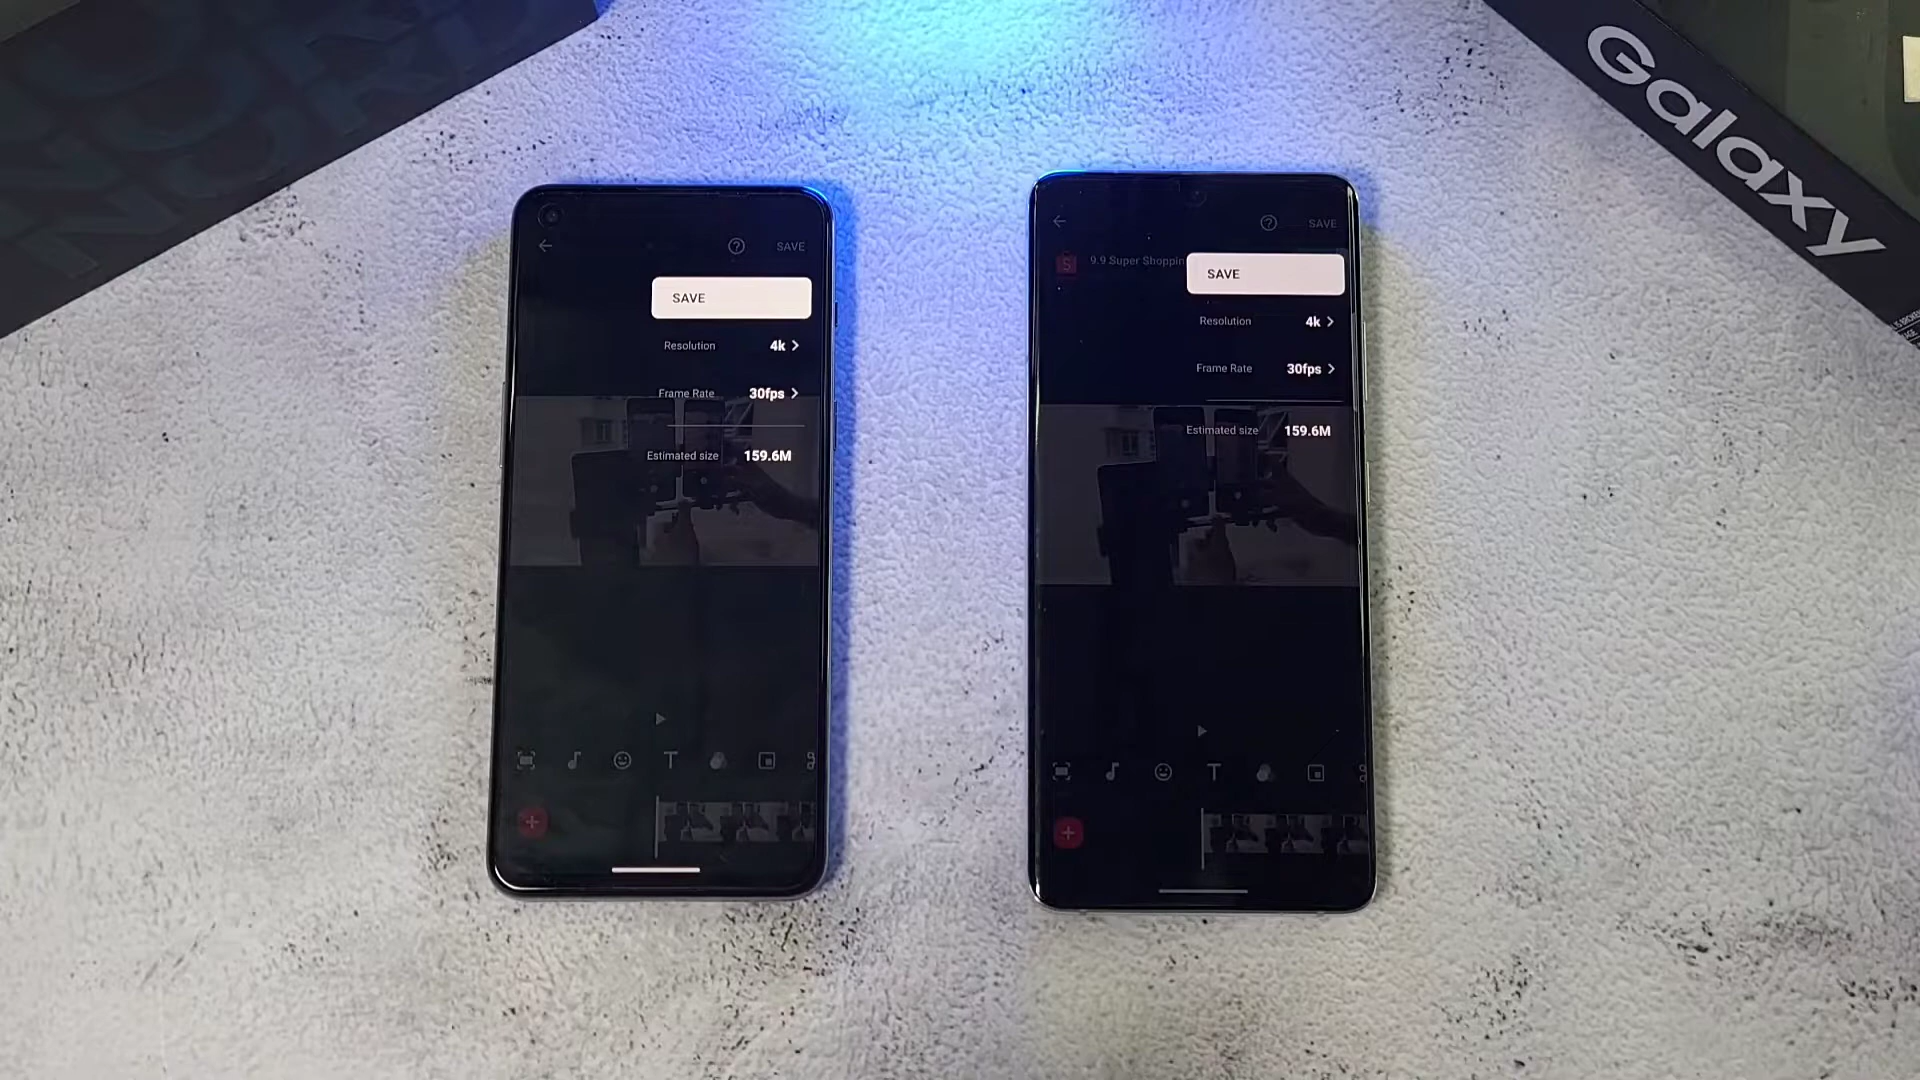 Galaxy
SAVE
SAVE
Resolution 4k
Frame Rate 30fps
Estimated size 159.6M
T
SAVE
9.9 Super Shoppin
SAVE
Resolution 4k
Frame Rate 30fps
Estimated size 159.6M
T